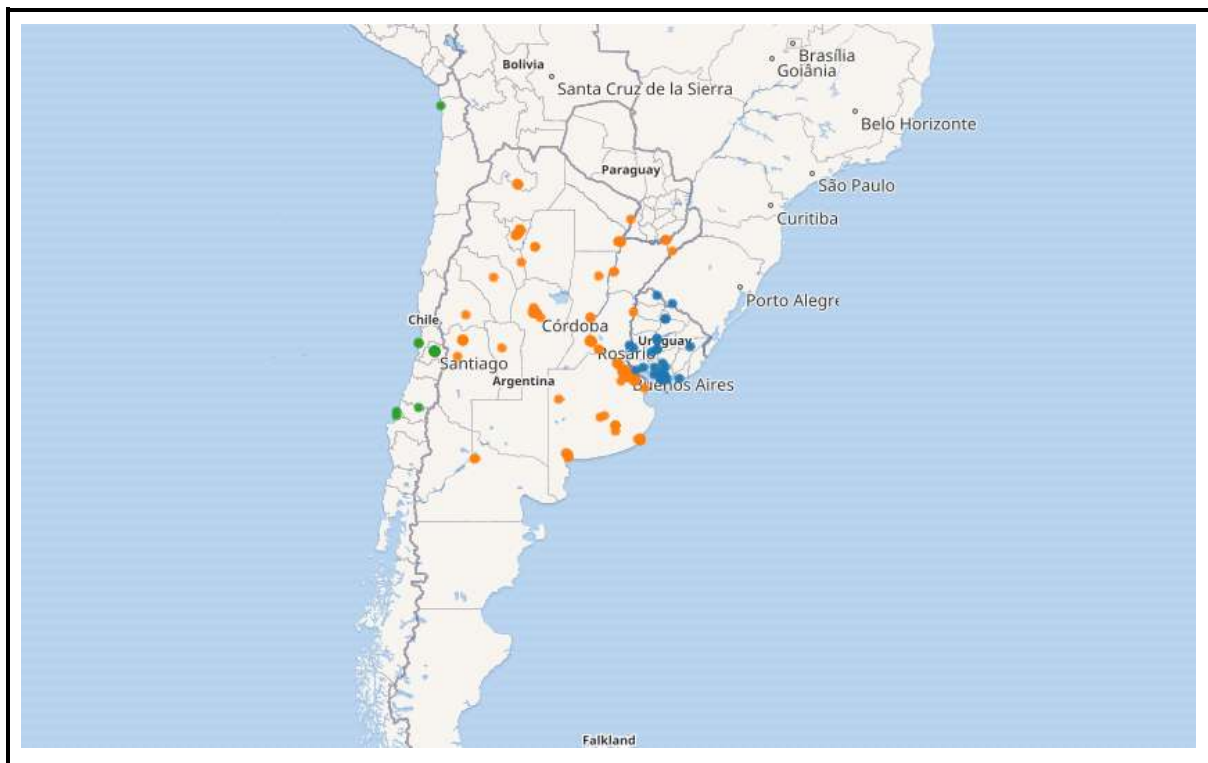 Brasília
Bolivia
Goiânia
Santa Cruz de la Sierra
Belo Horizonte
Paraguay
São Paulo
Curitiba
Porto Alegre
Chile
Córdoba
Uruguay
Rosario
Santiago
Argentina
Buenos Aires
Falkland